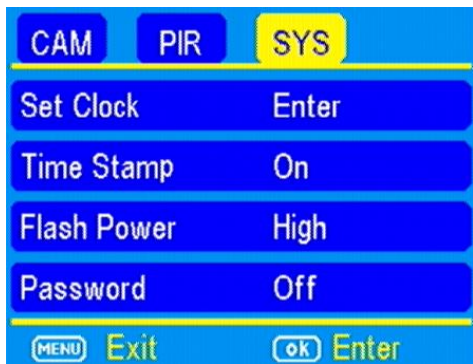 CAM PIR SYS
Set Clock Enter
Time Stamp On
Flash Power High
Password Off
MENU Exit ok Enter